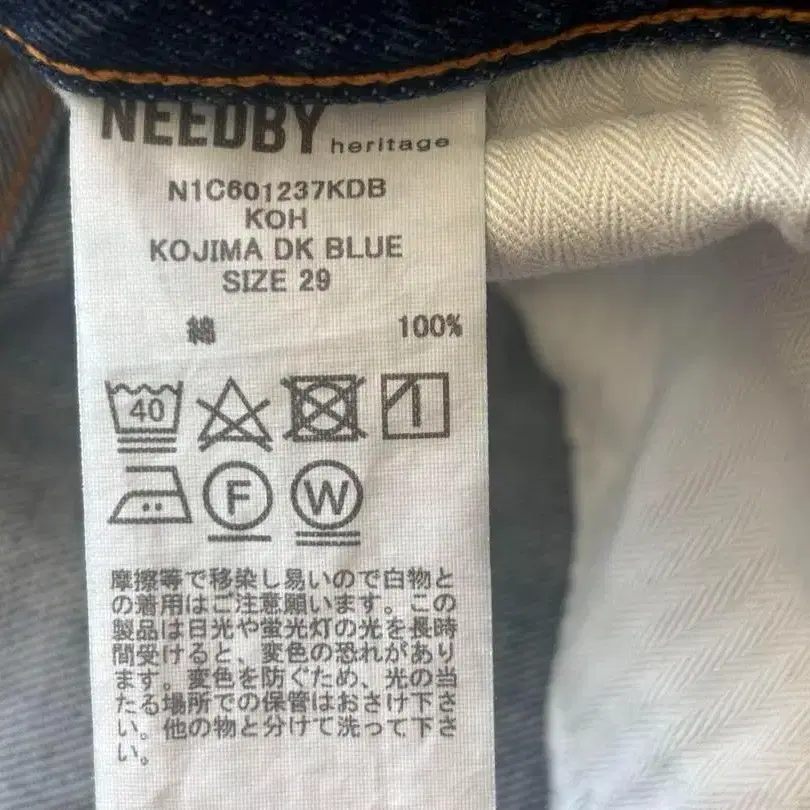 NEEDBY heritage
N1C601237KDB
KOH
KOJIMA DK BLUE
SIZE 29
綿 100%
40
F W
摩擦等で移染し易いので白物と
の着用はご注意願います。この
製品は日光や蛍光灯の光を長時
間受けると、変色の恐れがあり
ます。変色を防ぐため、光の当
たる場所での保管はおさけ下さ
い。他の物と分けて洗って下さ
い。